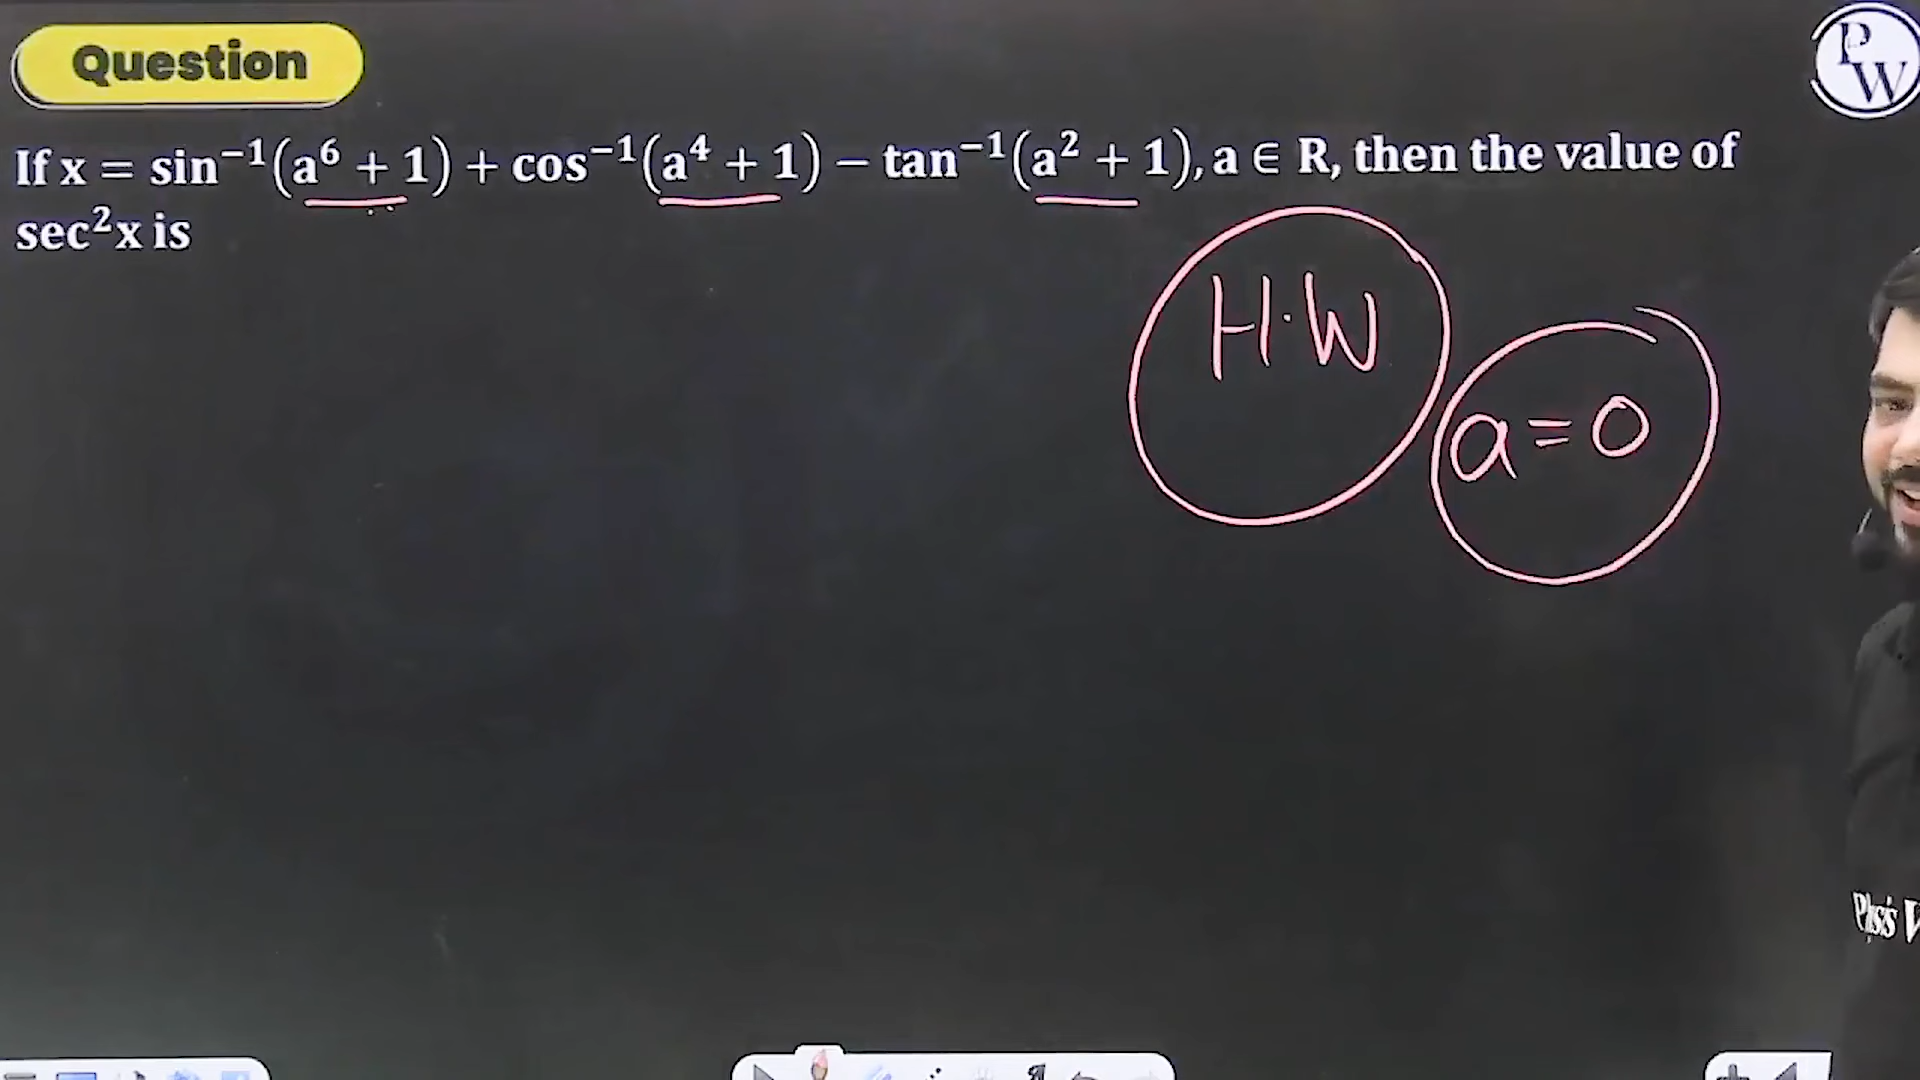 Question
PW
If x = sin⁻¹(a⁶ + 1) + cos⁻¹(a⁴ + 1) − tan⁻¹(a² + 1), a ∈ R, then the value of
sec²x is
H·W
a = 0